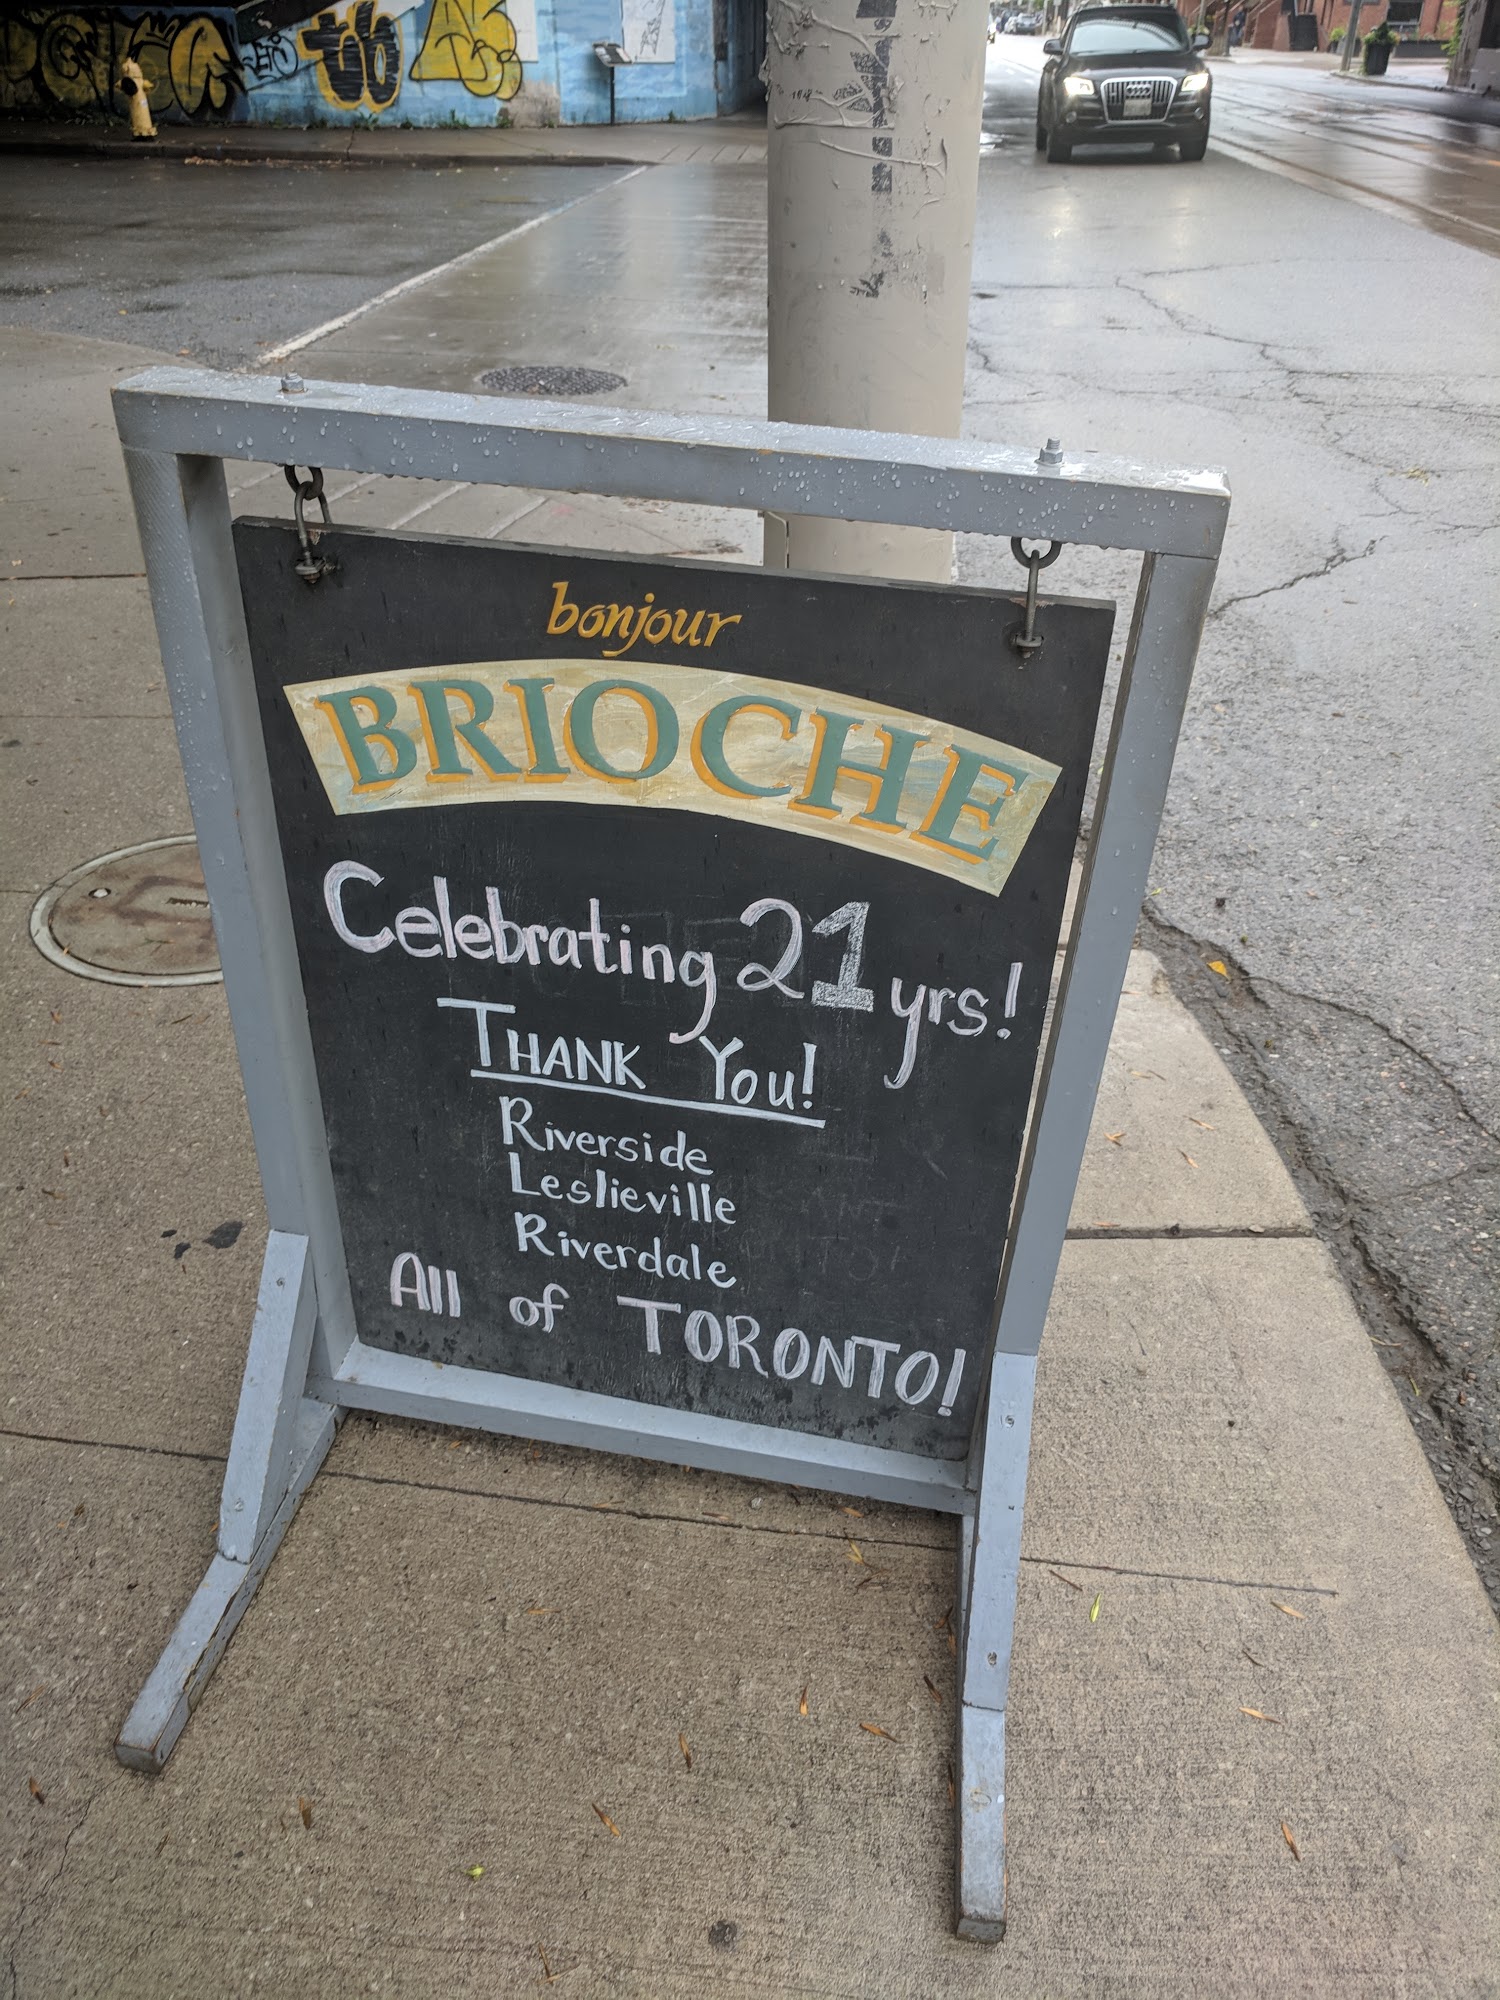 bonjour
BRIOCHE
Celebrating 21 yrs!
THANK You!
Riverside
Leslieville
Riverdale
All of TORONTO!